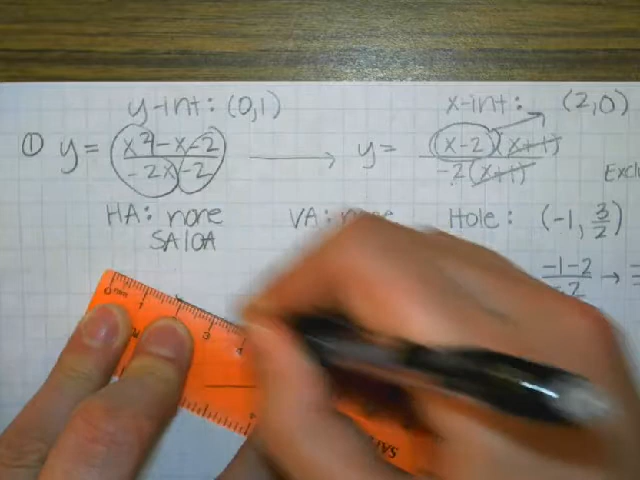 y-int: (0,1) x-int: (2,0)
① y = x²-x-2 / -2x-2 → y = (x-2)(x+1) / -2(x+1)
HA: none VA: none Hole: (-1, 3/2)
SA/OA -1-2 / -2 →